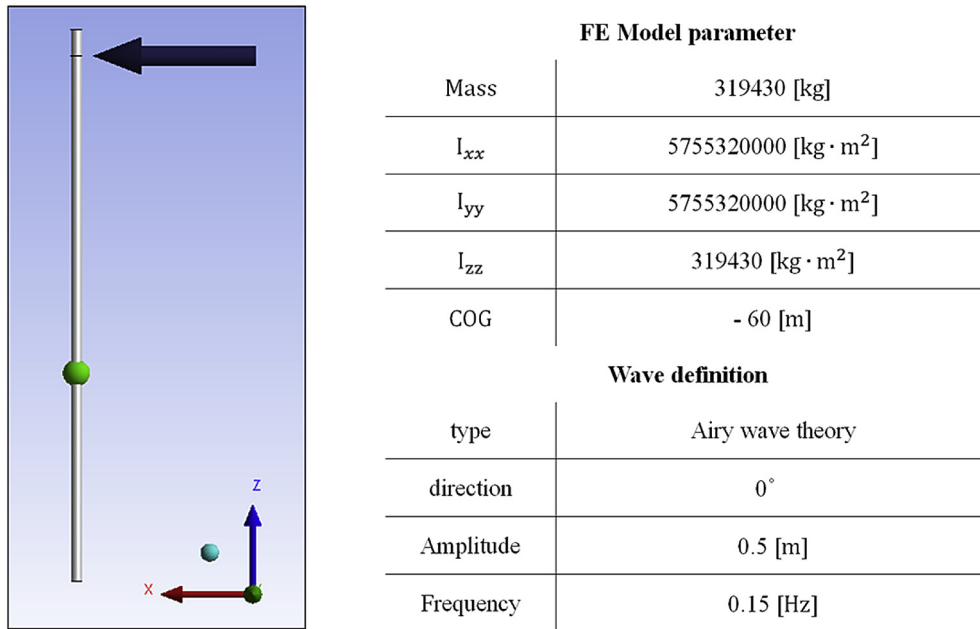 FE Model parameter
Mass 319430 [kg]
Ixx 5755320000 [kg · m²]
Iyy 5755320000 [kg · m²]
Izz 319430 [kg · m²]
COG - 60 [m]
Wave definition
type Airy wave theory
direction 0°
Amplitude 0.5 [m]
Frequency 0.15 [Hz]
Z
X